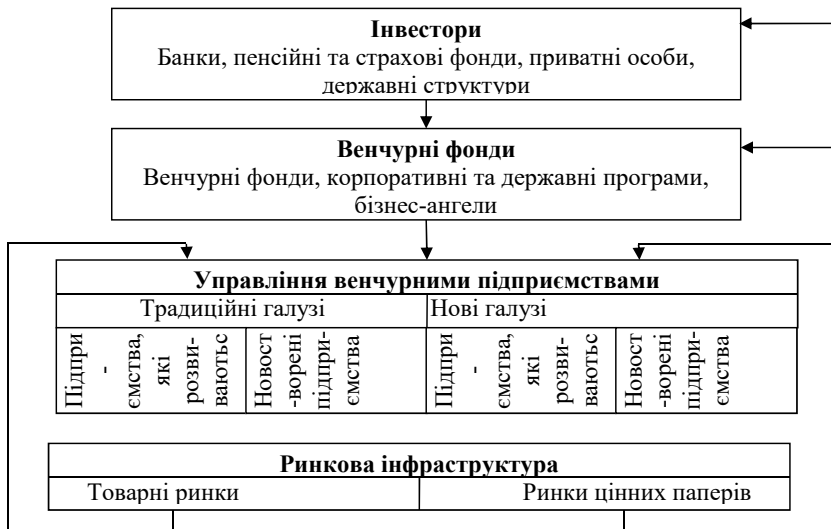 Інвестори
Банки, пенсійні та страхові фонди, приватні особи,
державні структури
Венчурні фонди
Венчурні фонди, корпоративні та державні програми,
бізнес-ангели
Управління венчурними підприємствами
Традиційні галузі
Нові галузі
Підпри
-
ємства,
які
розви-
ваютьс
Новост
-ворені
підпри-
ємства
Підпри
-
ємства,
які
розви-
ваютьс
Новост
-ворені
підпри-
ємства
Ринкова інфраструктура
Товарні ринки
Ринки цінних паперів